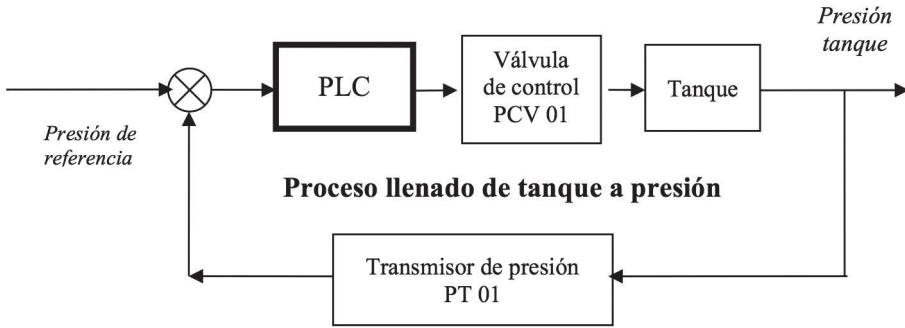 Presión
tanque
Válvula
de control
PCV 01
PLC
Tanque
Presión de
referencia
Proceso llenado de tanque a presión
Transmisor de presión
PT 01